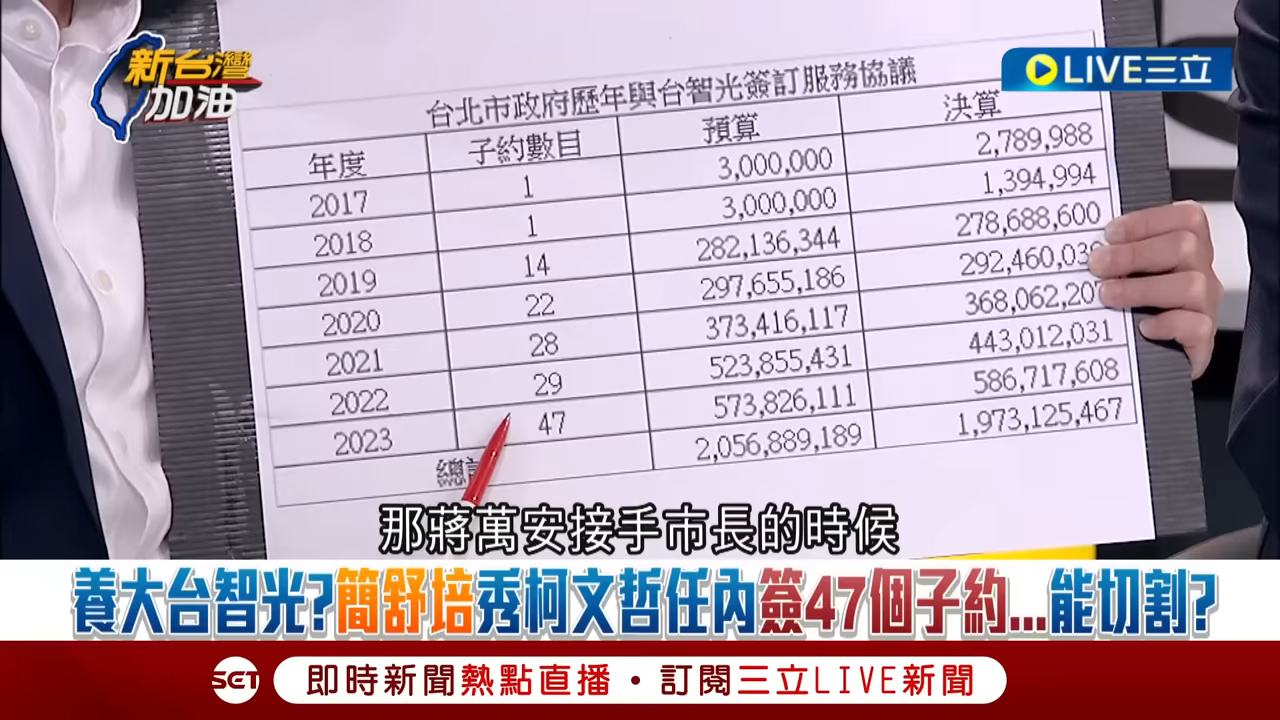 新台灣
加油
LIVE三立
台北市政府歷年與台智光簽訂服務協議
年度 子約數目 預算 決算
2017 1 3,000,000 2,789,988
2018 1 3,000,000 1,394,994
2019 14 282,136,344 278,688,600
2020 22 297,655,186 292,460,03
2021 28 373,416,117 368,062,207
2022 29 523,855,431 443,012,031
2023 47 573,826,111 586,717,608
總 2,056,889,189 1,973,125,467
那蔣萬安接手市長的時候
養大台智光?簡舒培秀柯文哲任內簽47個子約...能切割?
SET 即時新聞熱點直播・訂閱三立LIVE新聞